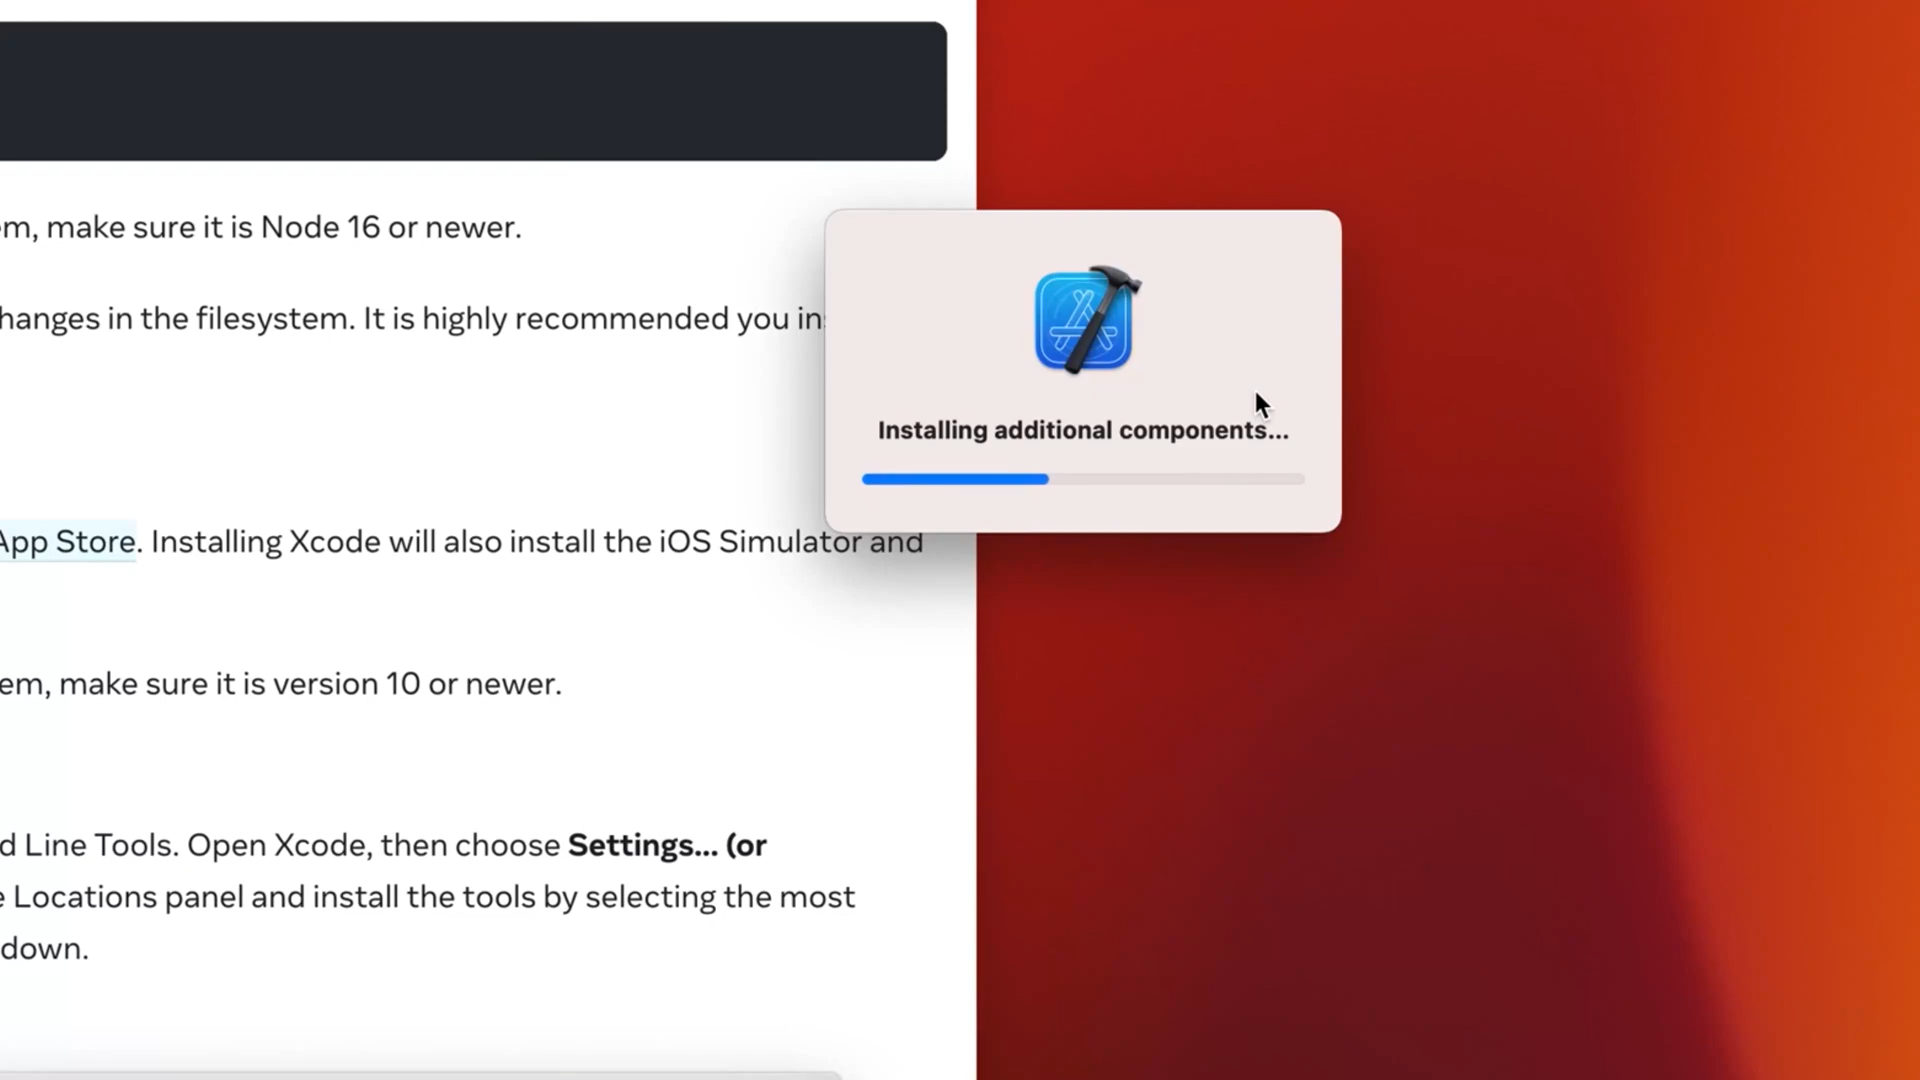 em, make sure it is Node 16 or newer.
hanges in the filesystem. It is highly recommended you ins
Installing additional components...
App Store. Installing Xcode will also install the iOS Simulator and
em, make sure it is version 10 or newer.
d Line Tools. Open Xcode, then choose Settings... (or
e Locations panel and install the tools by selecting the most
down.